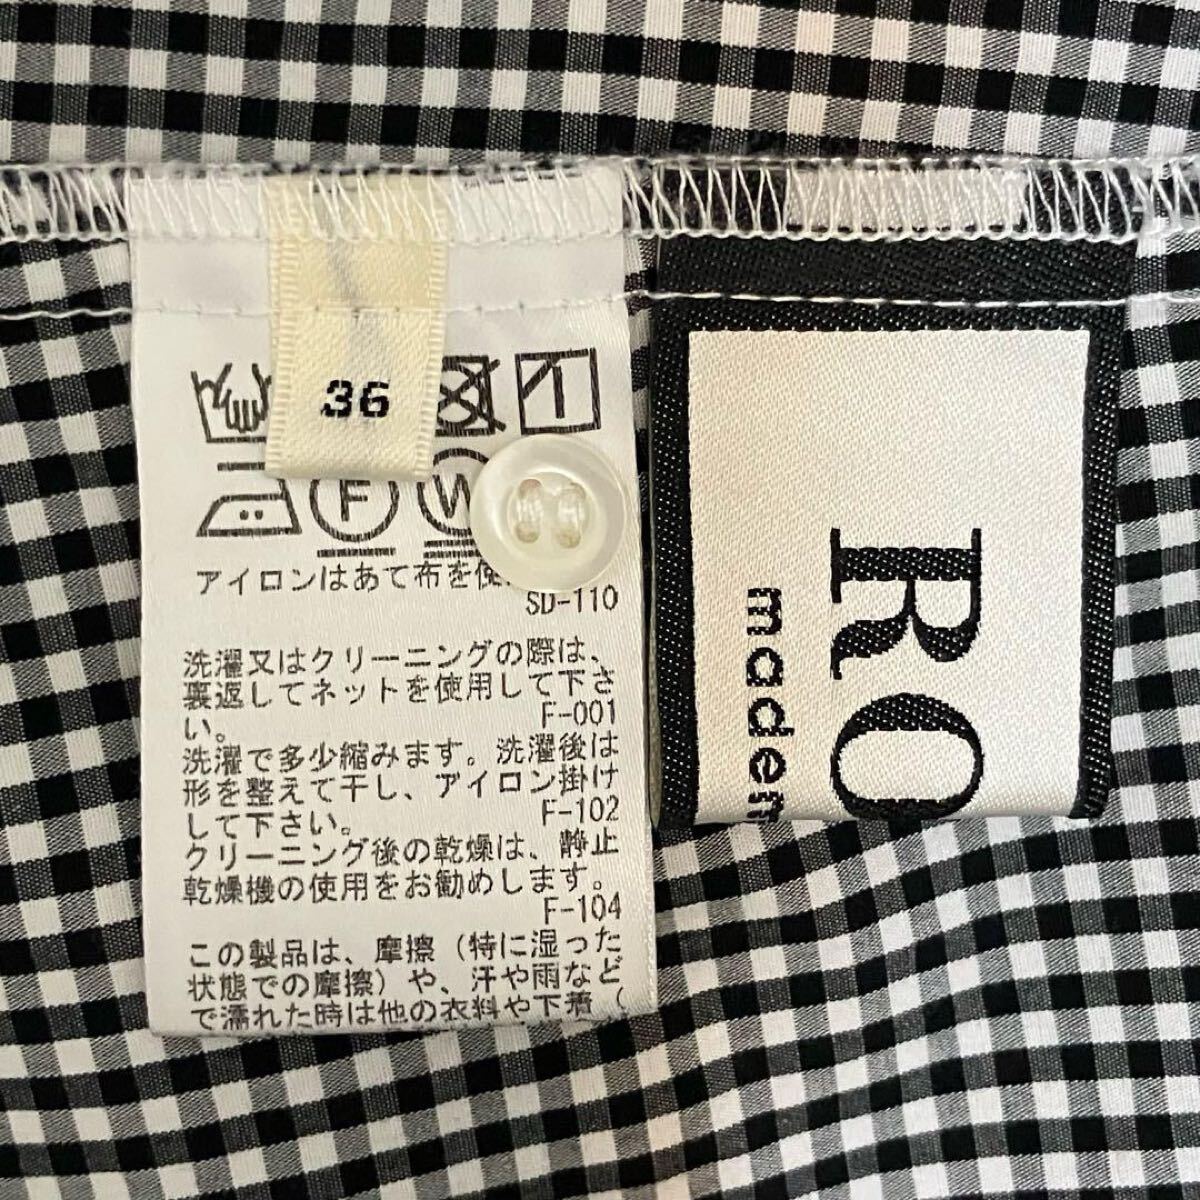 36
F
W
アイロンはあて布を使
SD-110
洗濯又はクリーニングの際は、
裏返してネットを使用して下さ
い。
F-001
洗濯で多少縮みます。洗濯後は
形を整えて干し、アイロン掛け
して下さい。
F-102
クリーニング後の乾燥は、静止
乾燥機の使用をお勧めします。
F-104
この製品は、摩擦（特に湿った
状態での摩擦）や、汗や雨など
で濡れた時は他の衣料や下着（
RO
madem